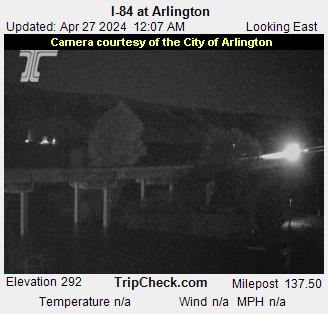 I-84 at Arlington
Updated: Apr 27 2024 12:07 AM Looking East
Camera courtesy of the City of Arlington
Elevation 292 TripCheck.com Milepost 137.50
Temperature n/a Wind n/a MPH n/a